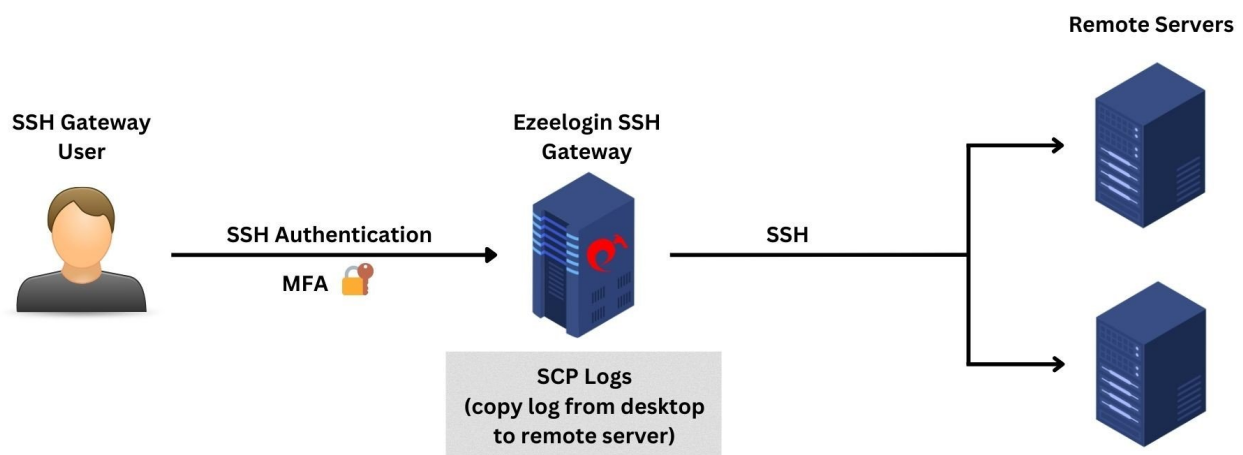 Remote Servers
SSH Gateway
User
Ezeelogin SSH
Gateway
SSH Authentication
MFA
SSH
SCP Logs
(copy log from desktop
to remote server)